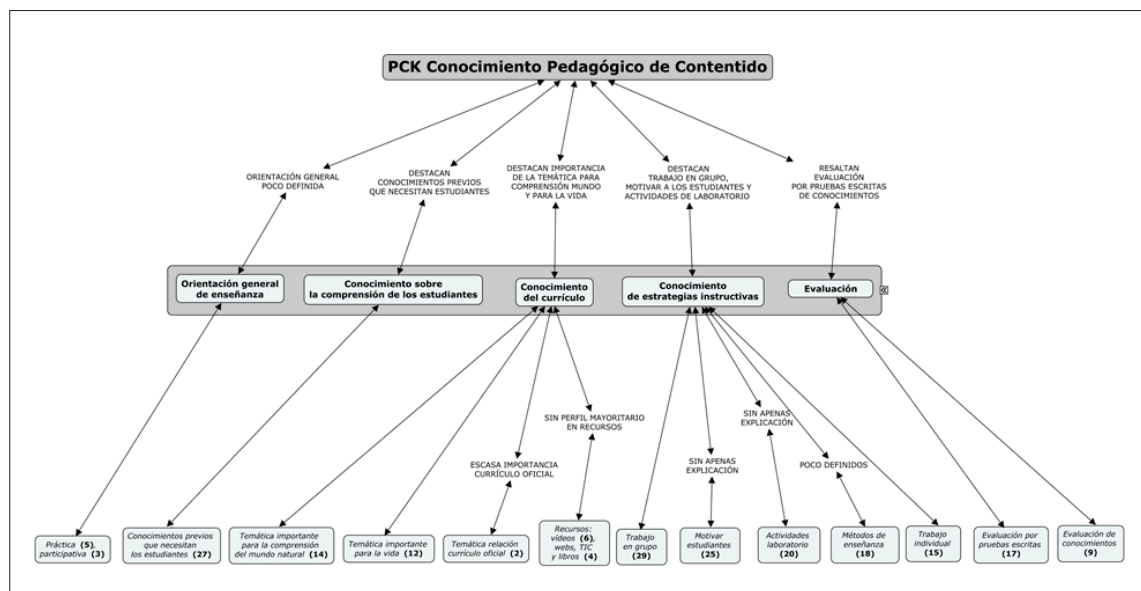 PCK Conocimiento Pedagógico de Contenido
ORIENTACIÓN GENERAL
POCO DEFINIDA
DESTACAN
CONOCIMIENTOS PREVIOS
QUE NECESITAN ESTUDIANTES
DESTACAN IMPORTANCIA
DE LA TEMÁTICA PARA
COMPRENSIÓN MUNDO
Y PARA LA VIDA
DESTACAN
TRABAJO EN GRUPO,
MOTIVAR A LOS ESTUDIANTES Y
ACTIVIDADES DE LABORATORIO
RESALTAN
EVALUACIÓN
POR PRUEBAS ESCRITAS
DE CONOCIMIENTOS
Orientación general
de enseñanza
Conocimiento sobre
la comprensión de los estudiantes
Conocimiento
del currículo
Conocimiento
de estrategias instructivas
Evaluación
SIN PERFIL MAYORITARIO
EN RECURSOS
SIN APENAS
EXPLICACIÓN
ESCASA IMPORTANCIA
CURRÍCULO OFICIAL
SIN APENAS
EXPLICACIÓN
POCO DEFINIDOS
Práctica (5),
participativa (3)
Conocimientos previos
que necesitan
los estudiantes (27)
Temática importante
para la comprensión
del mundo natural (14)
Temática importante
para la vida (12)
Temática relación
currículo oficial (2)
Recursos:
vídeos (6),
webs, TIC
y libros (4)
Trabajo
en grupo
(29)
Motivar
estudiantes
(25)
Actividades
laboratorio
(20)
Métodos de
enseñanza
(18)
Trabajo
individual
(15)
Evaluación por
pruebas escritas
(17)
Evaluación de
conocimientos
(9)